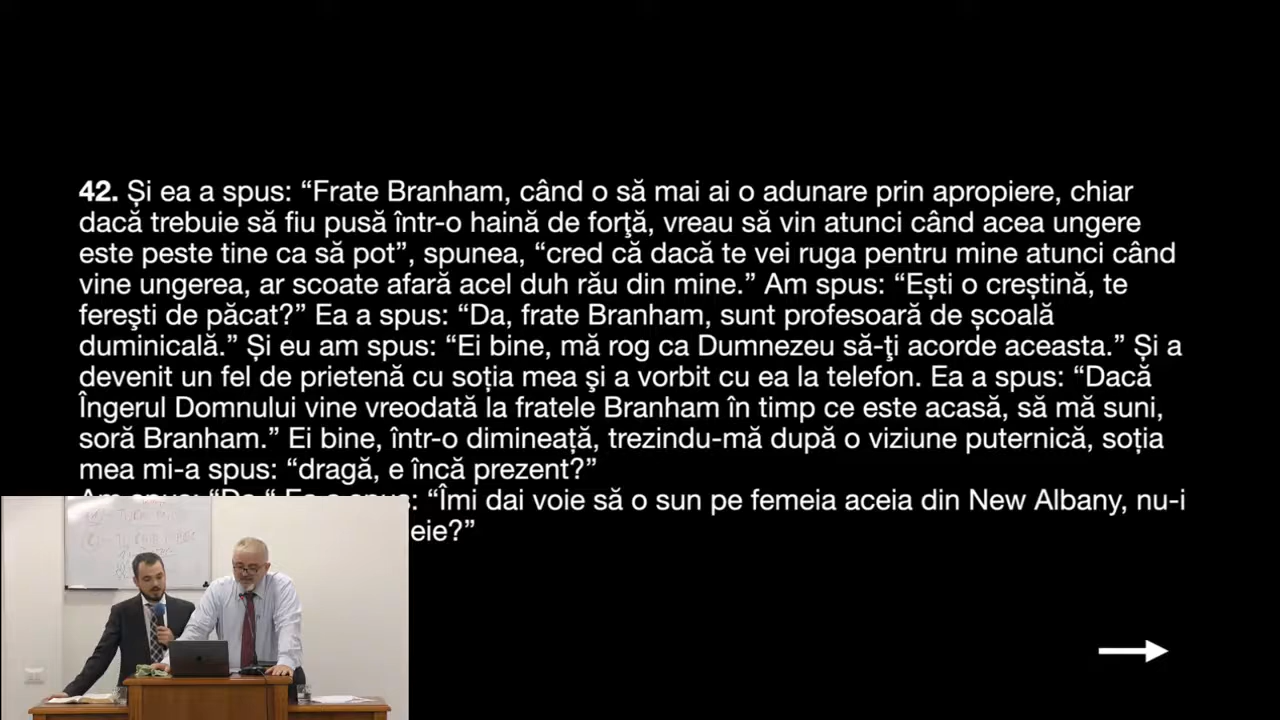 42. Și ea a spus: “Frate Branham, când o să mai ai o adunare prin apropiere, chiar
dacă trebuie să fiu pusă într-o haină de forţă, vreau să vin atunci când acea ungere
este peste tine ca să pot”, spunea, “cred că dacă te vei ruga pentru mine atunci când
vine ungerea, ar scoate afară acel duh rău din mine.” Am spus: “Ești o creștină, te
fereşti de păcat?” Ea a spus: “Da, frate Branham, sunt profesoară de școală
duminicală.” Și eu am spus: “Ei bine, mă rog ca Dumnezeu să-ţi acorde aceasta.” Și a
devenit un fel de prietenă cu soția mea şi a vorbit cu ea la telefon. Ea a spus: “Dacă
Îngerul Domnului vine vreodată la fratele Branham în timp ce este acasă, să mă suni,
soră Branham.” Ei bine, într-o dimineață, trezindu-mă după o viziune puternică, soția
mea mi-a spus: “dragă, e încă prezent?”
“Îmi dai voie să o sun pe femeia aceia din New Albany, nu-i
eie?”